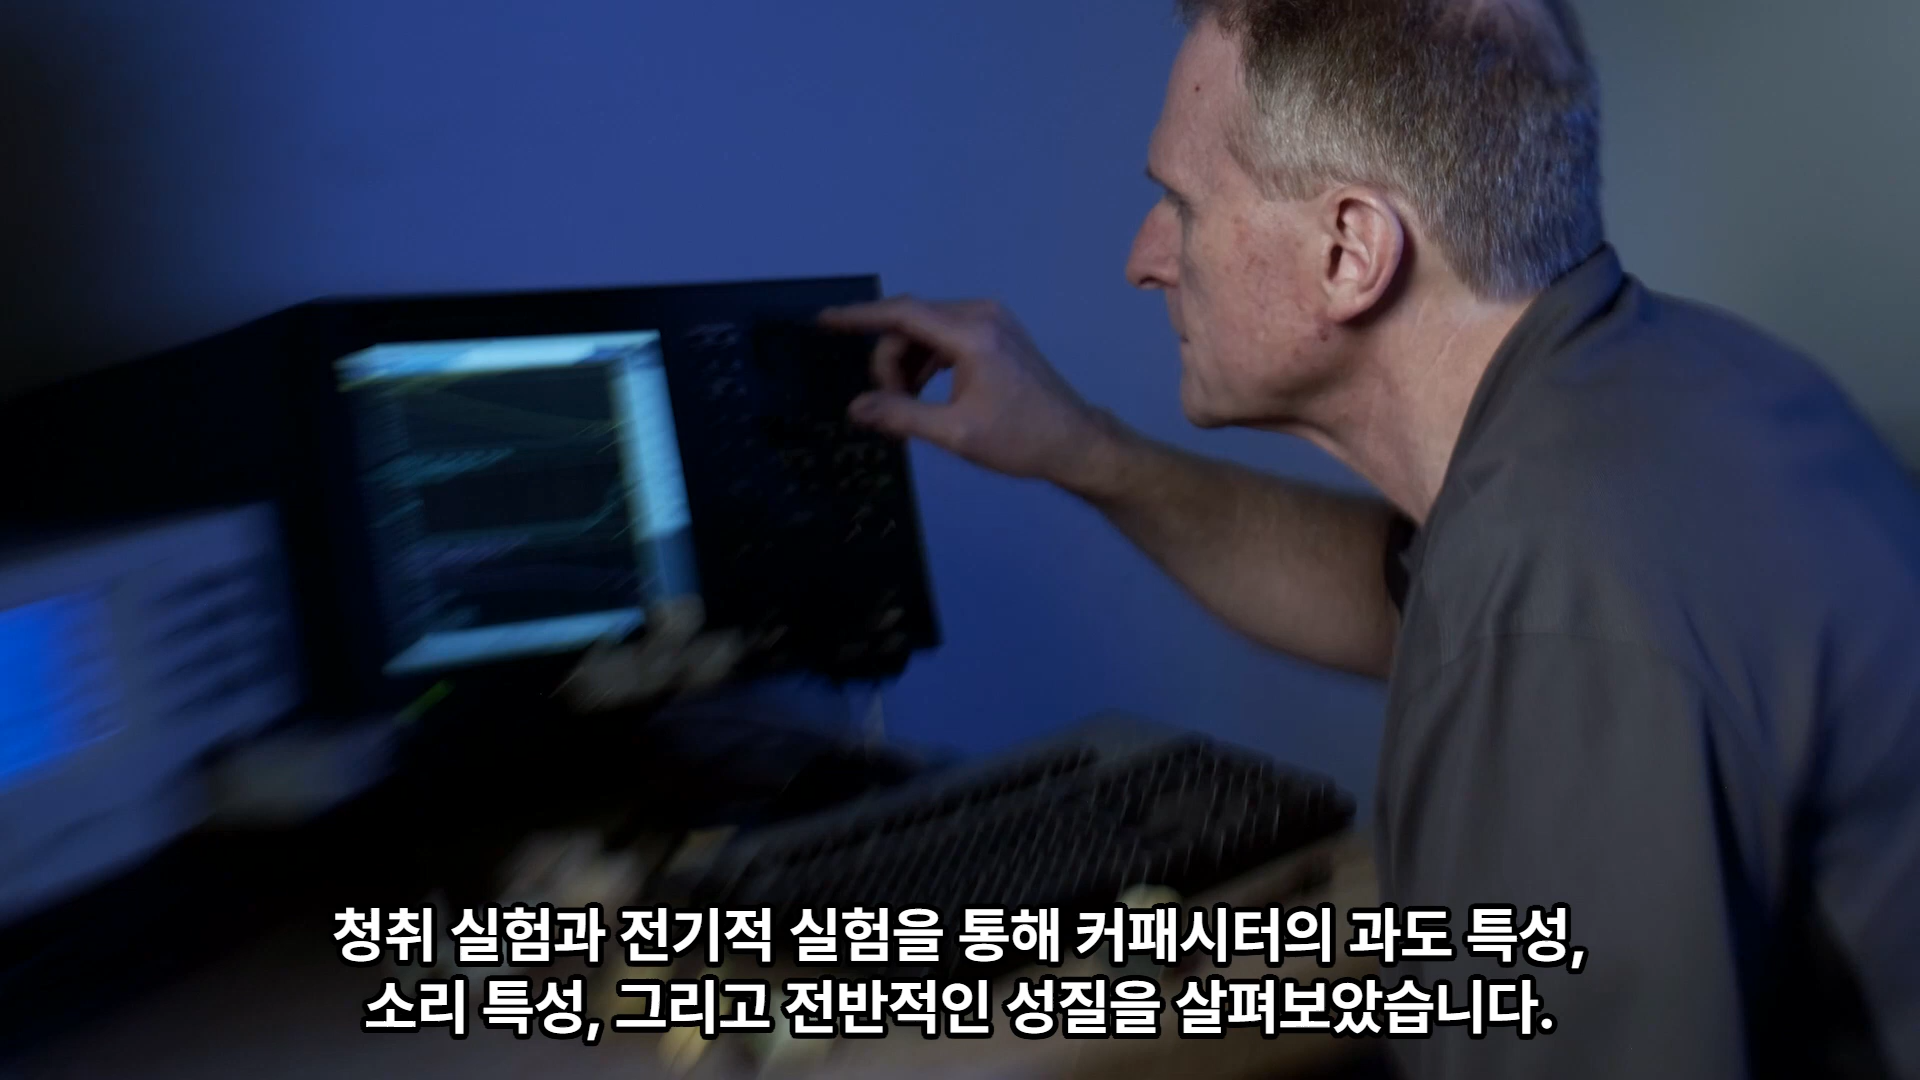 청취 실험과 전기적 실험을 통해 커패시터의 과도 특성,
소리 특성, 그리고 전반적인 성질을 살펴보았습니다.